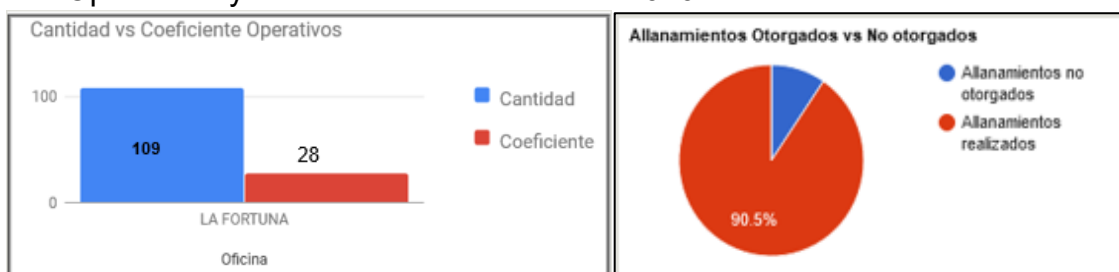 Cantidad vs Coeficiente Operativos
100
109
28
0
LA FORTUNA
Oficina
Cantidad
Coeficiente
Allanamientos Otorgados vs No otorgados
90.5%
Allanamientos no
otorgados
Allanamientos
realizados